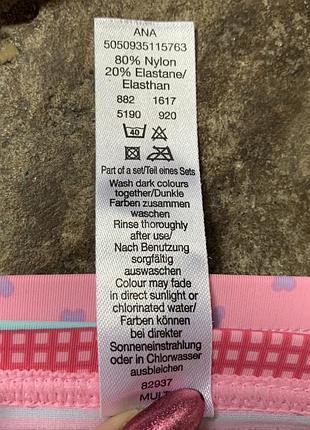 ANA
5050935115763
80% Nylon
20% Elastane/
Elasthan
882 1617
5190 920
40
Part of a set/Teil eines Sets
Wash dark colours
together/Dunkle
Farben zusammen
waschen
Rinse thoroughly
after use/
Nach Benutzung
sorgfältig
auswaschen
Colour may fade
in direct sunlight or
chlorinated water/
Farben können
bei direkter
Sonneneinstrahlung
oder in Chlorwasser
ausbleichen
82937